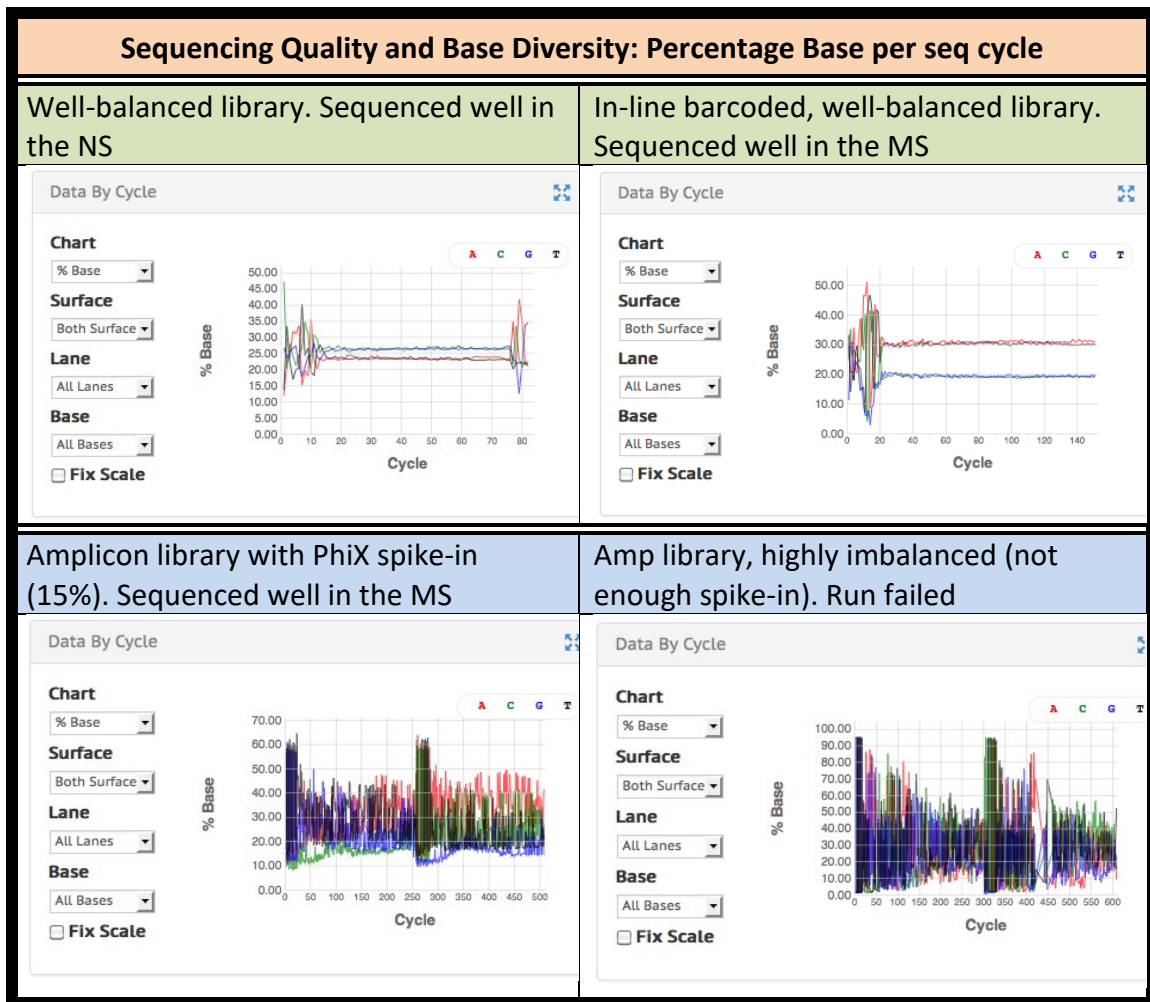 Sequencing Quality and Base Diversity: Percentage Base per seq cycle
Well-balanced library. Sequenced well in
the NS
In-line barcoded, well-balanced library.
Sequenced well in the MS
Data By Cycle
Chart
% Base
Surface
Both Surface
Lane
All Lanes
Base
All Bases
Fix Scale
A C G T
% Base
50.00
45.00
40.00
35.00
30.00
25.00
20.00
15.00
10.00
5.00
0.00
0 10 20 30 40 50 60 70 80
Cycle
Data By Cycle
Chart
% Base
Surface
Both Surface
Lane
All Lanes
Base
All Bases
Fix Scale
A C G T
% Base
50.00
40.00
30.00
20.00
10.00
0.00
0 20 40 60 80 100 120 140
Cycle
Amplicon library with PhiX spike-in
(15%). Sequenced well in the MS
Amp library, highly imbalanced (not
enough spike-in). Run failed
Data By Cycle
Chart
% Base
Surface
Both Surface
Lane
All Lanes
Base
All Bases
Fix Scale
A C G T
% Base
70.00
60.00
50.00
40.00
30.00
20.00
10.00
0.00
0 50 100 150 200 250 300 350 400 450 500
Cycle
Data By Cycle
Chart
% Base
Surface
Both Surface
Lane
All Lanes
Base
All Bases
Fix Scale
A C G T
% Base
100.00
90.00
80.00
70.00
60.00
50.00
40.00
30.00
20.00
10.00
0.00
0 50 100 150 200 250 300 350 400 450 500 550 600
Cycle